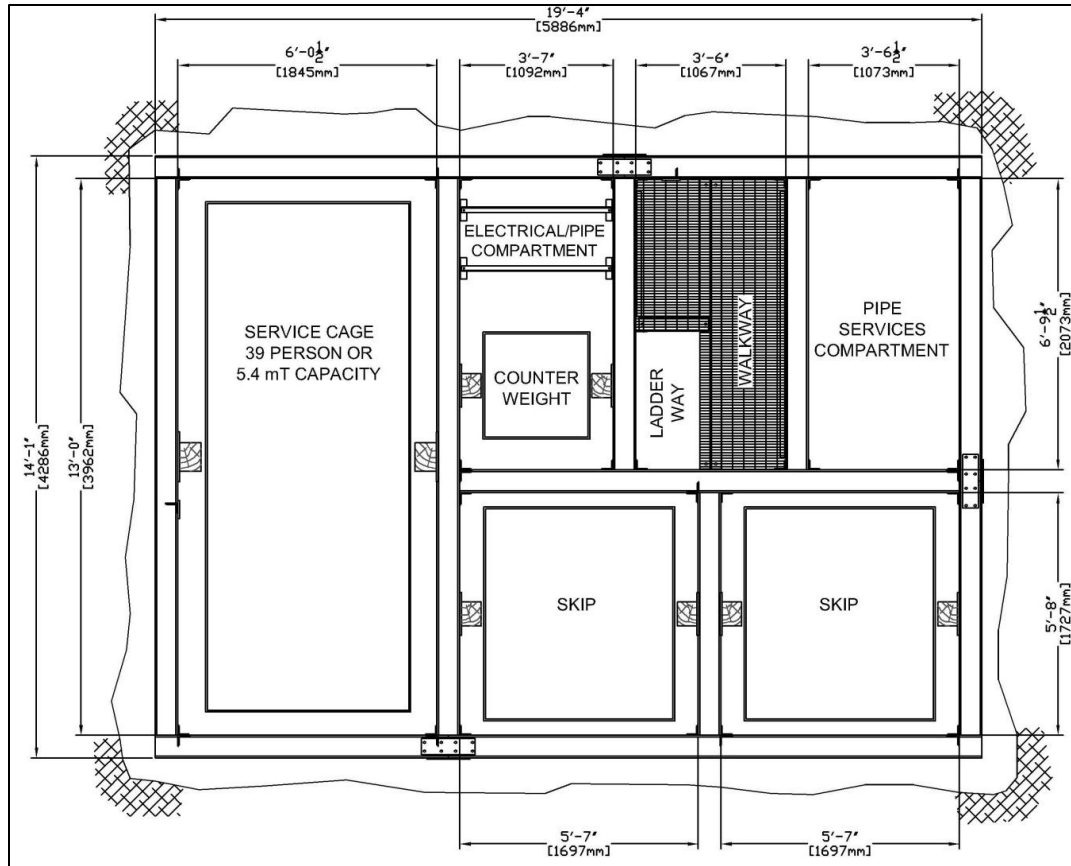 19'-4"
[5886mm]
6'-0½"
[1845mm]
3'-7"
[1092mm]
3'-6"
[1067mm]
3'-6½"
[1073mm]
14'-1"
[4286mm]
13'-0"
[3962mm]
SERVICE CAGE
39 PERSON OR
5.4 mT CAPACITY
ELECTRICAL/PIPE
COMPARTMENT
COUNTER
WEIGHT
LADDER
WAY
WALKWAY
PIPE
SERVICES
COMPARTMENT
6'-9½"
[2073mm]
SKIP
SKIP
5'-8"
[1727mm]
5'-7"
[1697mm]
5'-7"
[1697mm]